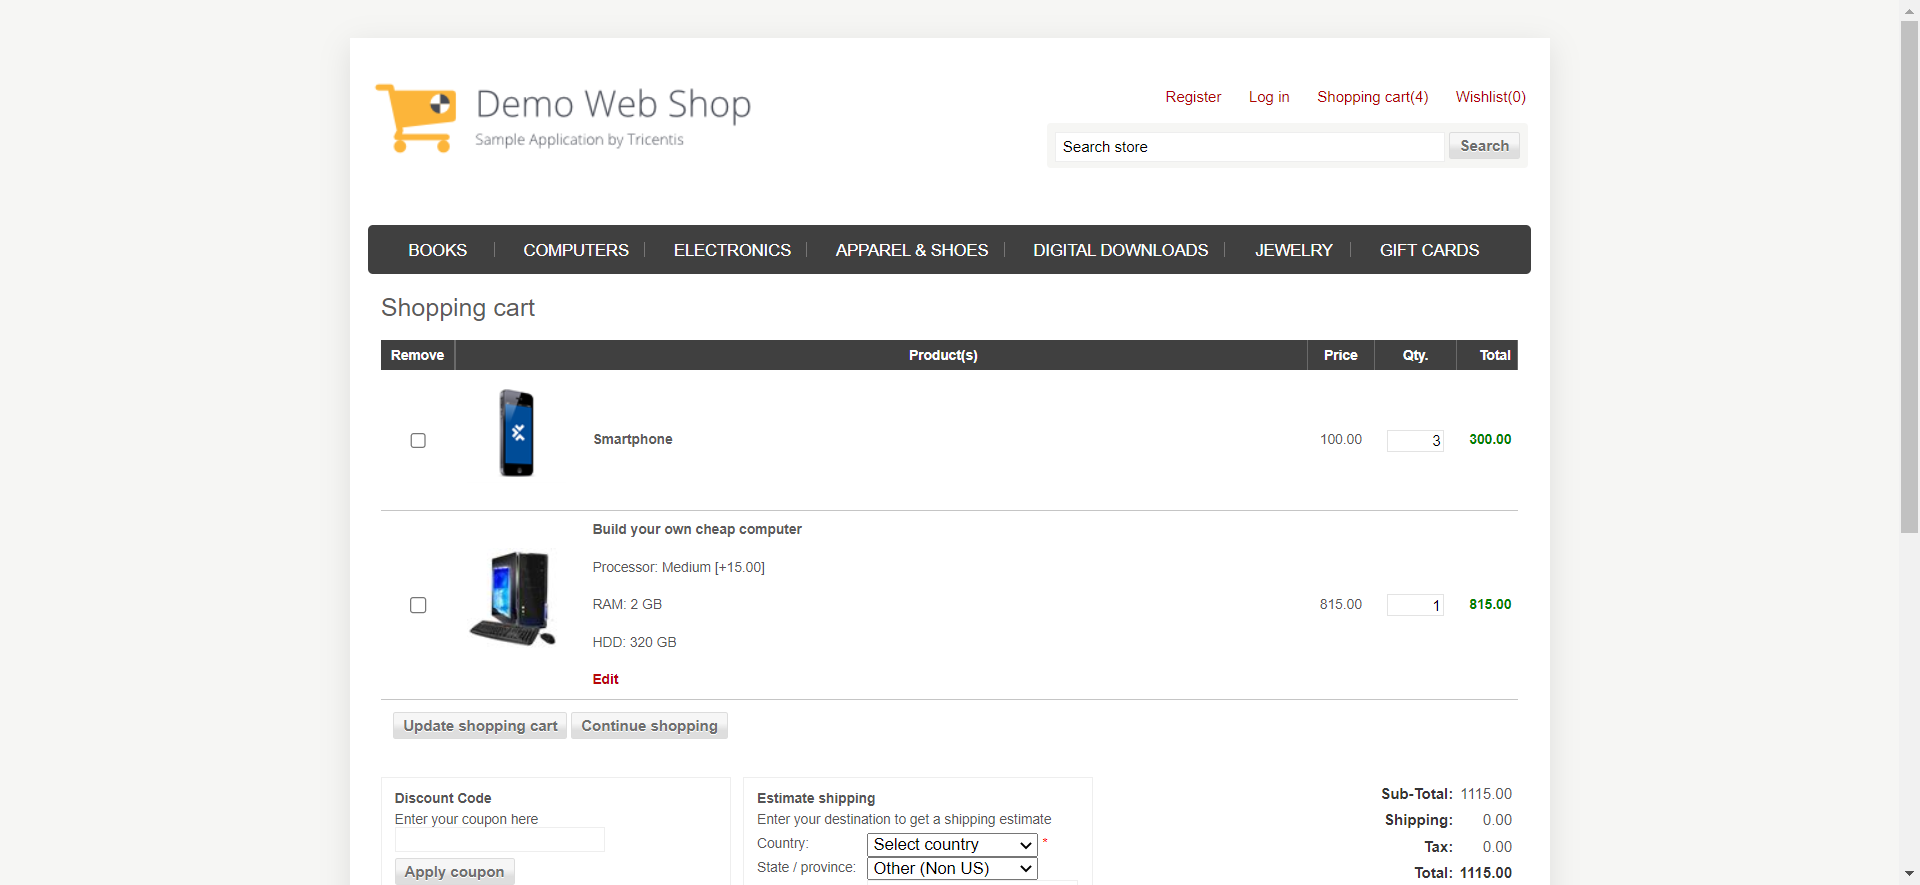 Demo Web Shop
Sample Application by Tricentis
Register Log in Shopping cart(4) Wishlist(0)
Search store Search
BOOKS COMPUTERS ELECTRONICS APPAREL & SHOES DIGITAL DOWNLOADS JEWELRY GIFT CARDS
Shopping cart
Remove Product(s) Price Qty. Total
Smartphone 100.00 3 300.00
Build your own cheap computer
Processor: Medium [+15.00]
RAM: 2 GB 815.00 1 815.00
HDD: 320 GB
Edit
Update shopping cart Continue shopping
Discount Code
Enter your coupon here
Apply coupon
Estimate shipping
Enter your destination to get a shipping estimate
Country: Select country *
State / province: Other (Non US)
Sub-Total: 1115.00
Shipping: 0.00
Tax: 0.00
Total: 1115.00